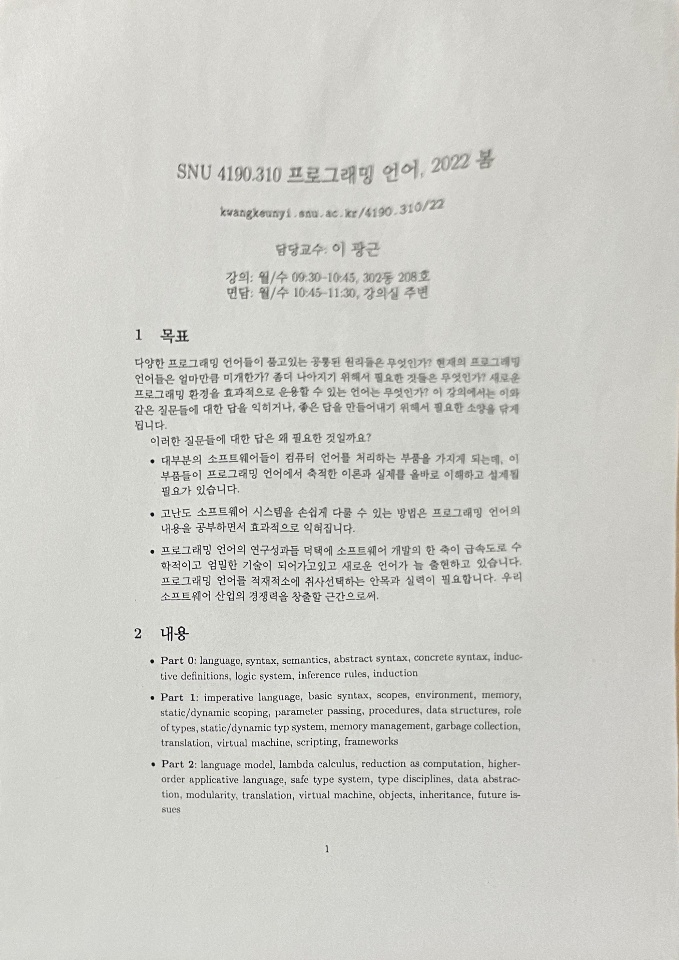 SNU 4190.310 프로그래밍 언어, 2022 봄
kwangkeunyi.snu.ac.kr/4190.310/22
담당교수: 이 광근
강의: 월/수 09:30-10:45, 302동 208호
면담: 월/수 10:45-11:30, 강의실 주변
1 목표
다양한 프로그래밍 언어들이 품고있는 공통된 원리들은 무엇인가? 현재의 프로그래밍
언어들은 얼마만큼 미개한가? 좀더 나아지기 위해서 필요한 것들은 무엇인가? 새로운
프로그래밍 환경을 효과적으로 운용할 수 있는 언어는 무엇인가? 이 강의에서는 이와
같은 질문들에 대한 답을 익히거나, 좋은 답을 만들어내기 위해서 필요한 소양을 닦게
됩니다.
이러한 질문들에 대한 답은 왜 필요한 것일까요?
• 대부분의 소프트웨어들이 컴퓨터 언어를 처리하는 부품을 가지게 되는데, 이
부품들이 프로그래밍 언어에서 축적한 이론과 실제를 올바로 이해하고 설계될
필요가 있습니다.
• 고난도 소프트웨어 시스템을 손쉽게 다룰 수 있는 방법은 프로그래밍 언어의
내용을 공부하면서 효과적으로 익혀집니다.
• 프로그래밍 언어의 연구성과들 덕택에 소프트웨어 개발의 한 축이 급속도로 수
학적이고 엄밀한 기술이 되어가고있고 새로운 언어가 늘 출현하고 있습니다.
프로그래밍 언어를 적재적소에 취사선택하는 안목과 실력이 필요합니다. 우리
소프트웨어 산업의 경쟁력을 창출할 근간으로써.
2 내용
• Part 0: language, syntax, semantics, abstract syntax, concrete syntax, induc-
tive definitions, logic system, inference rules, induction
• Part 1: imperative language, basic syntax, scopes, environment, memory,
static/dynamic scoping, parameter passing, procedures, data structures, role
of types, static/dynamic typ system, memory management, garbage collection,
translation, virtual machine, scripting, frameworks
• Part 2: language model, lambda calculus, reduction as computation, higher-
order applicative language, safe type system, type disciplines, data abstrac-
tion, modularity, translation, virtual machine, objects, inheritance, future is-
sues
1